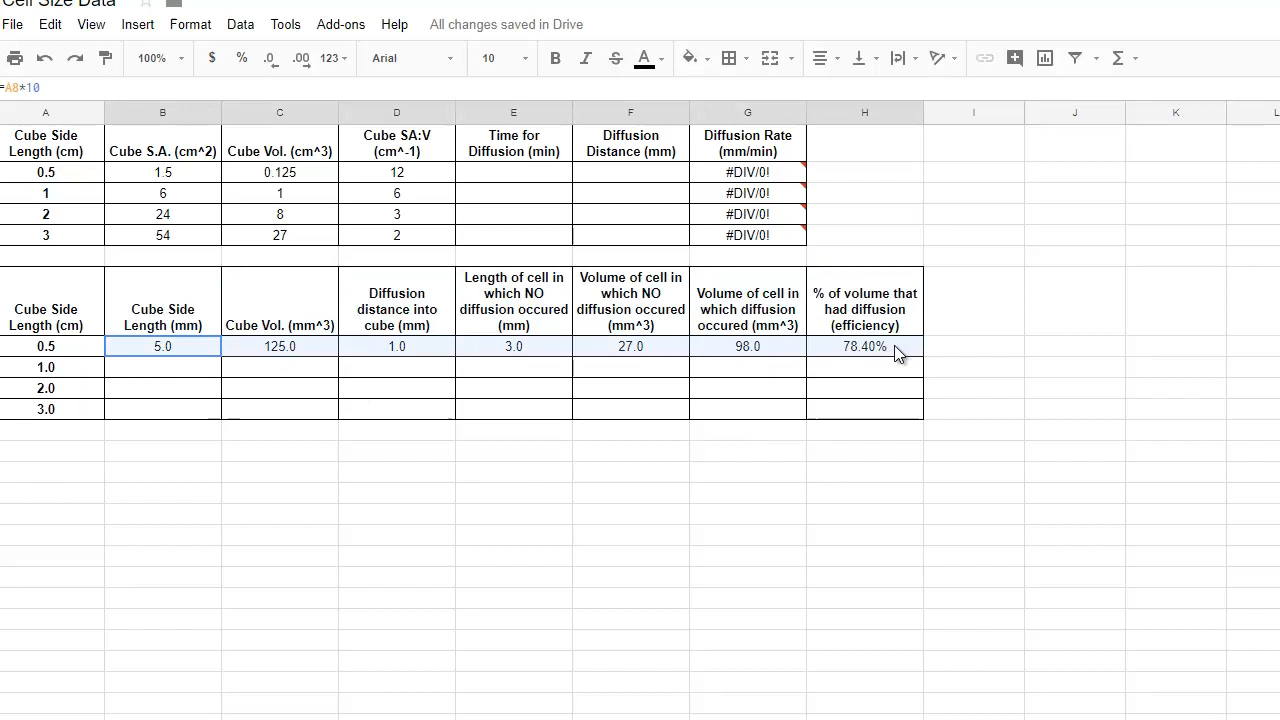 Cell Size Data
File Edit View Insert Format Data Tools Add-ons Help All changes saved in Drive
100% $ % .0 .00 123 Arial 10 B I S A Σ
=A8*10
A B C D E F G H I J K L
Cube Side Length (cm) Cube S.A. (cm^2) Cube Vol. (cm^3) Cube SA:V (cm^-1) Time for Diffusion (min) Diffusion Distance (mm) Diffusion Rate (mm/min)
0.5 1.5 0.125 12 #DIV/0!
1 6 1 6 #DIV/0!
2 24 8 3 #DIV/0!
3 54 27 2 #DIV/0!
Cube Side Length (cm) Cube Side Length (mm) Cube Vol. (mm^3) Diffusion distance into cube (mm) Length of cell in which NO diffusion occured (mm) Volume of cell in which NO diffusion occured (mm^3) Volume of cell in which diffusion occured (mm^3) % of volume that had diffusion (efficiency)
0.5 5.0 125.0 1.0 3.0 27.0 98.0 78.40%
1.0
2.0
3.0